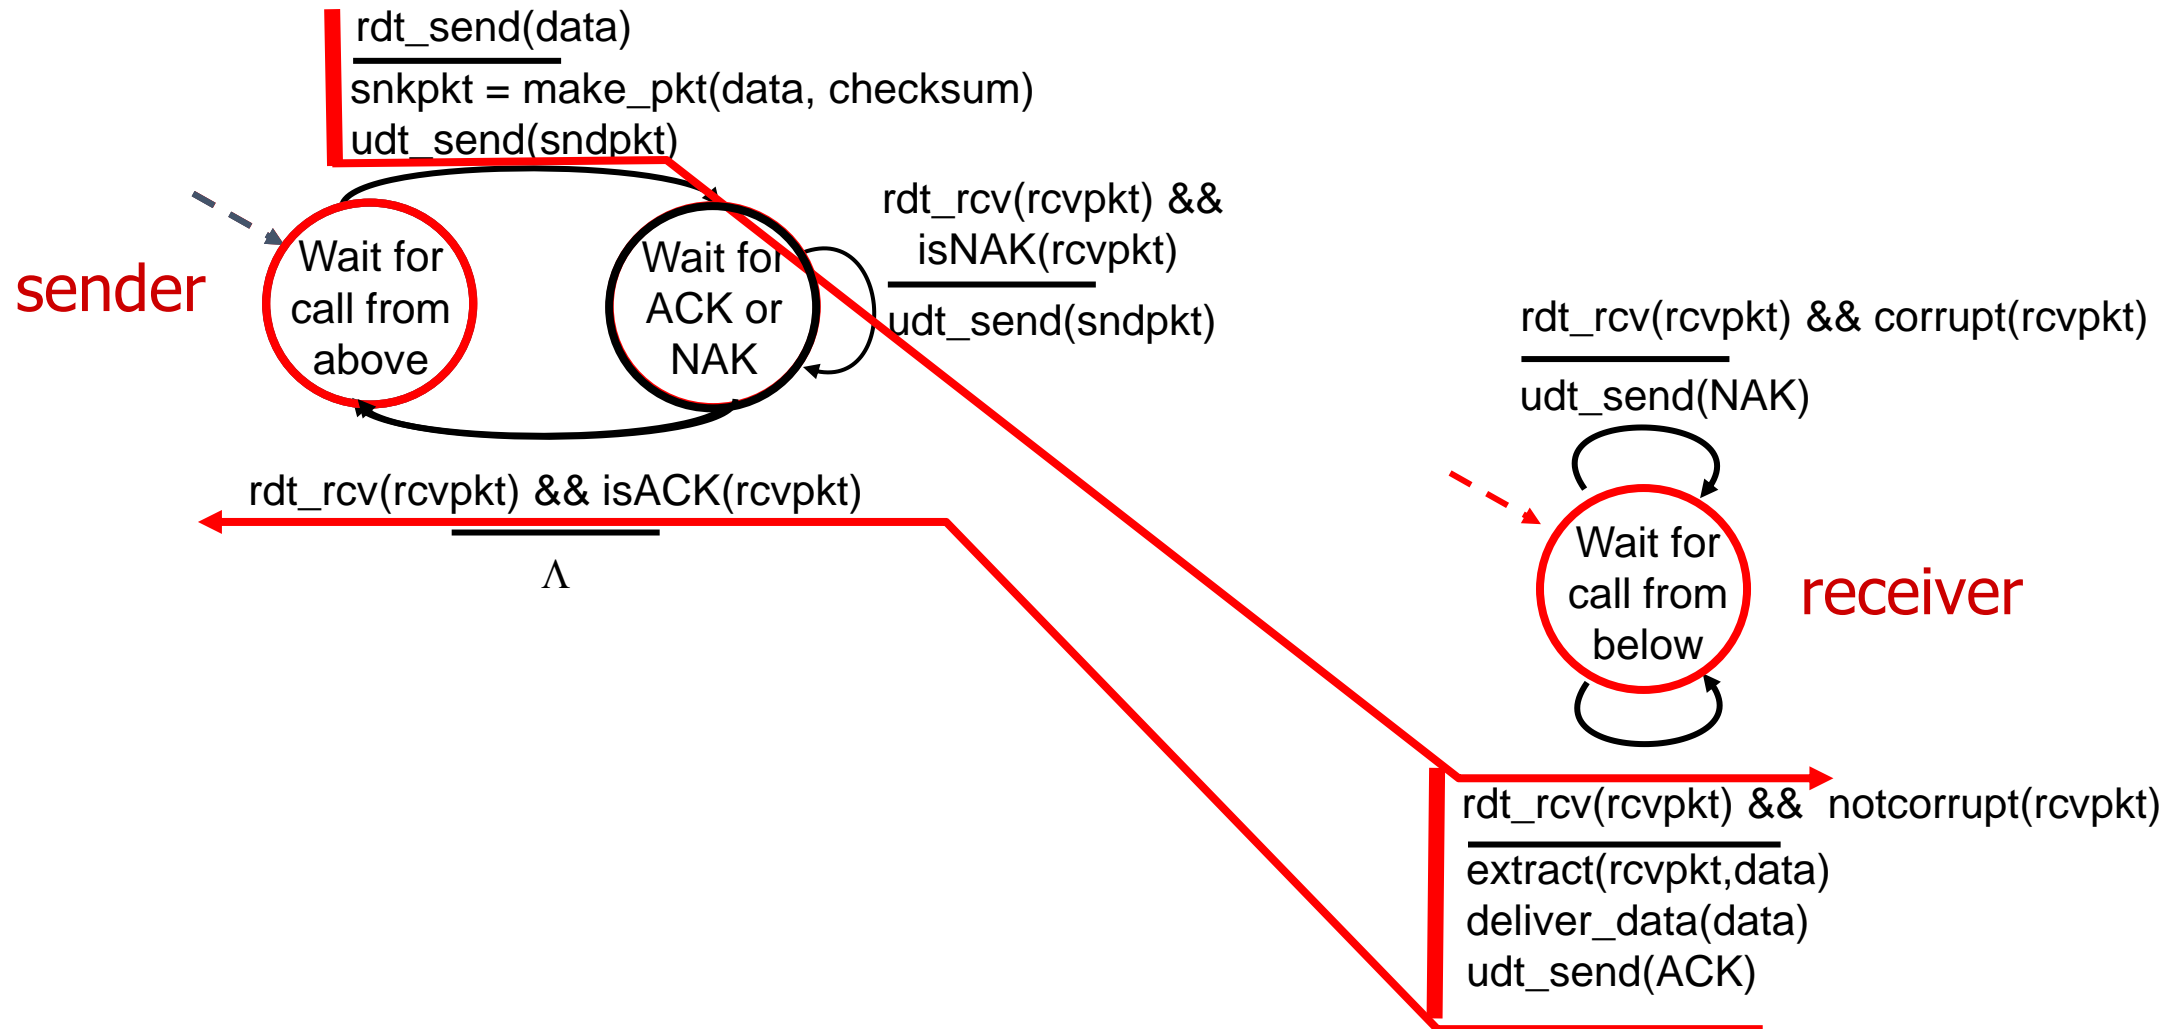 rdt_send(data)
snkpkt = make_pkt(data, checksum)
udt_send(sndpkt)
sender
Wait for
call from
above
Wait for
ACK or
NAK
rdt_rcv(rcvpkt) &&
isNAK(rcvpkt)
udt_send(sndpkt)
rdt_rcv(rcvpkt) && isACK(rcvpkt)
Λ
rdt_rcv(rcvpkt) && corrupt(rcvpkt)
udt_send(NAK)
Wait for
call from
below
receiver
rdt_rcv(rcvpkt) && notcorrupt(rcvpkt)
extract(rcvpkt,data)
deliver_data(data)
udt_send(ACK)